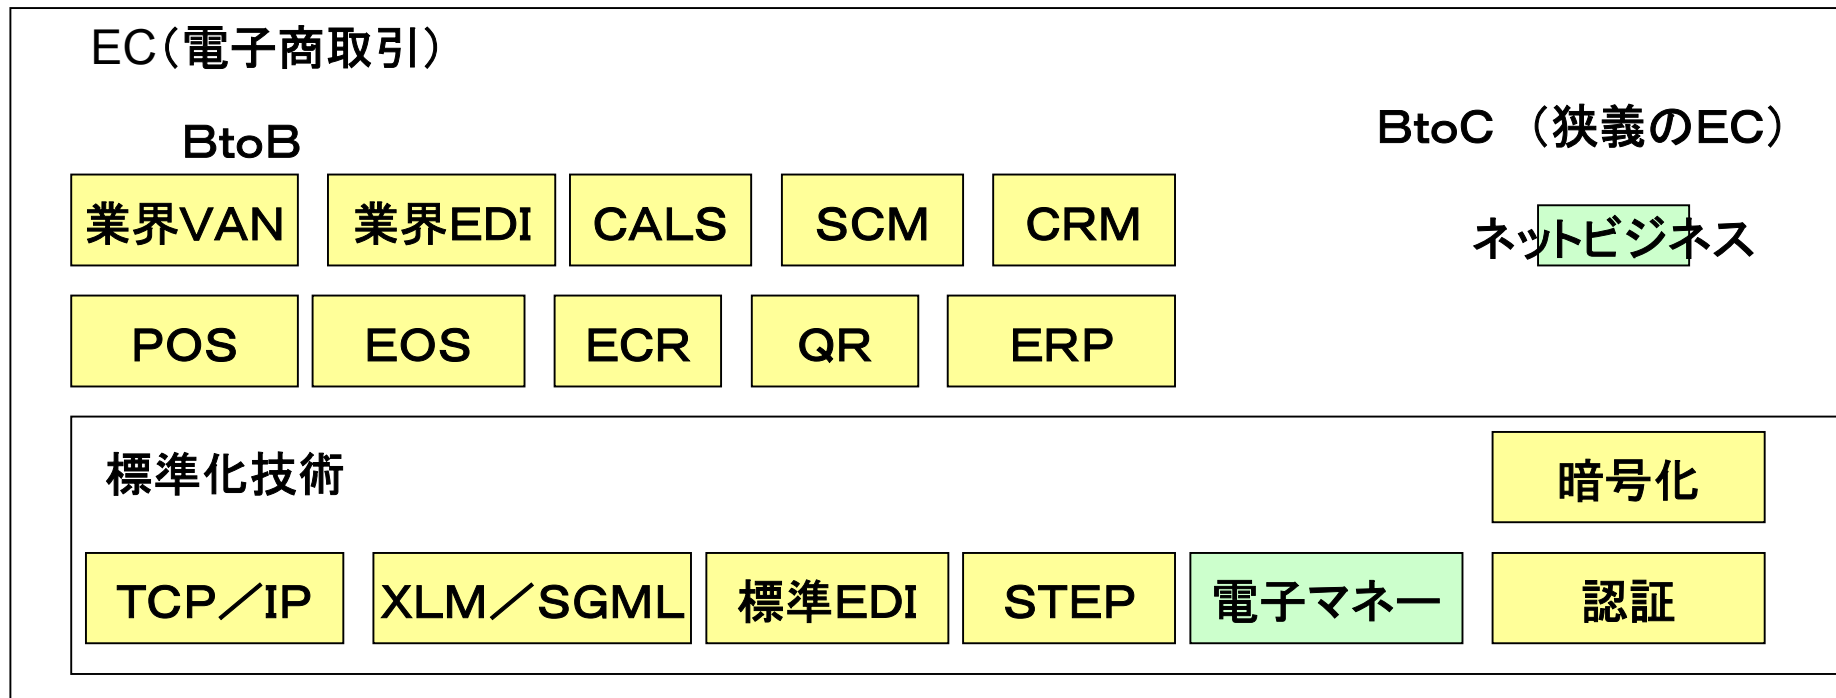 EC（電子商取引）
BtoB
BtoC （狭義のEC）
業界VAN 業界EDI CALS SCM CRM
ネットビジネス
POS EOS ECR QR ERP
標準化技術
暗号化
TCP／IP XLM／SGML 標準EDI STEP 電子マネー 認証